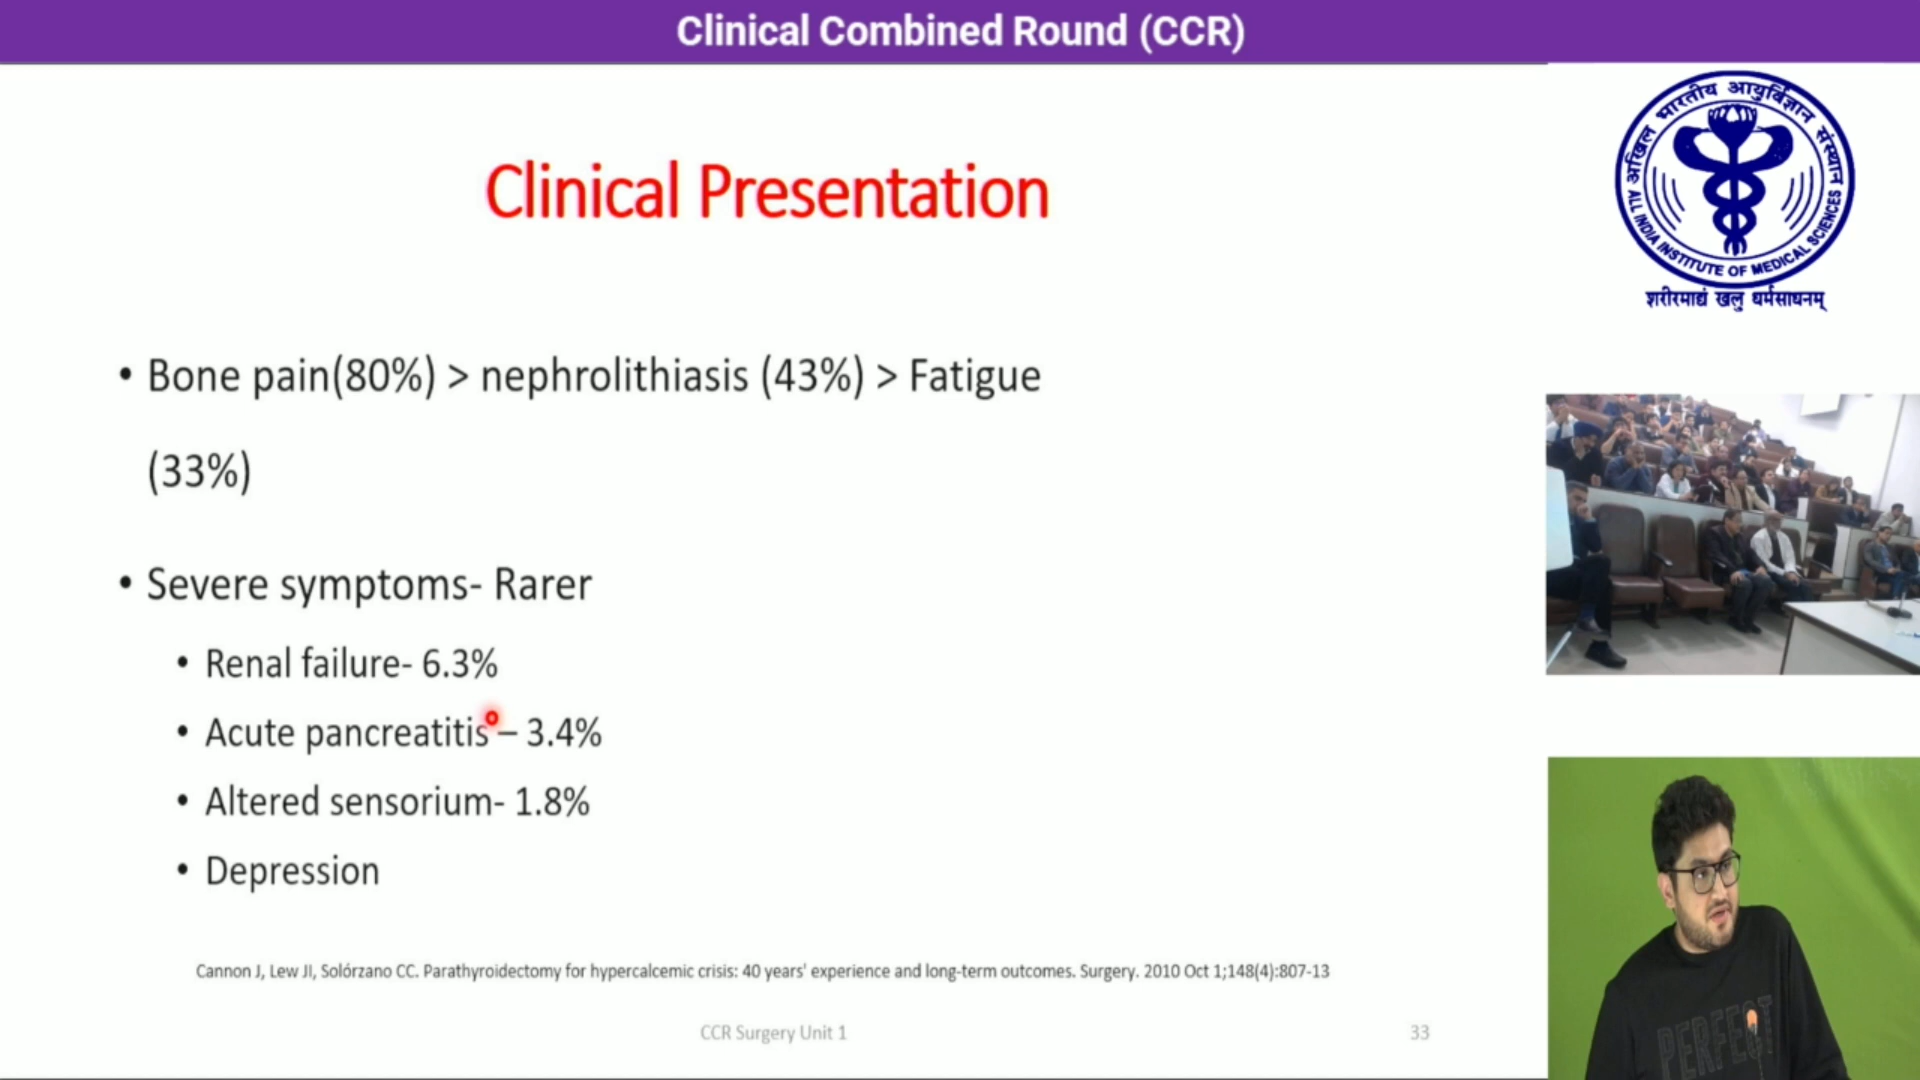 Clinical Combined Round (CCR)
अखिल भारतीय आयुर्विज्ञान संस्थान
ALL INDIA INSTITUTE OF MEDICAL SCIENCES
शरीरमाद्यं खलु धर्मसाधनम्
Clinical Presentation
• Bone pain(80%) > nephrolithiasis (43%) > Fatigue
(33%)
• Severe symptoms- Rarer
• Renal failure- 6.3%
• Acute pancreatitis – 3.4%
• Altered sensorium- 1.8%
• Depression
Cannon J, Lew JI, Solórzano CC. Parathyroidectomy for hypercalcemic crisis: 40 years' experience and long-term outcomes. Surgery. 2010 Oct 1;148(4):807-13
CCR Surgery Unit 1
33
PERFECT